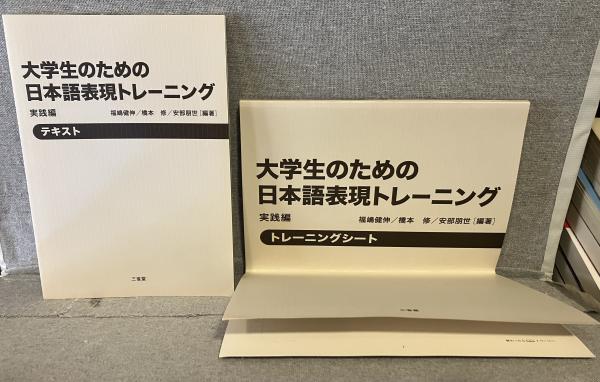 大学生のための
日本語表現トレーニング
実践編
福嶋健伸/橋本　修/安部朋世[編著]
テキスト
三省堂
大学生のための
日本語表現トレーニング
実践編
福嶋健伸/橋本　修/安部朋世[編著]
トレーニングシート
三省堂